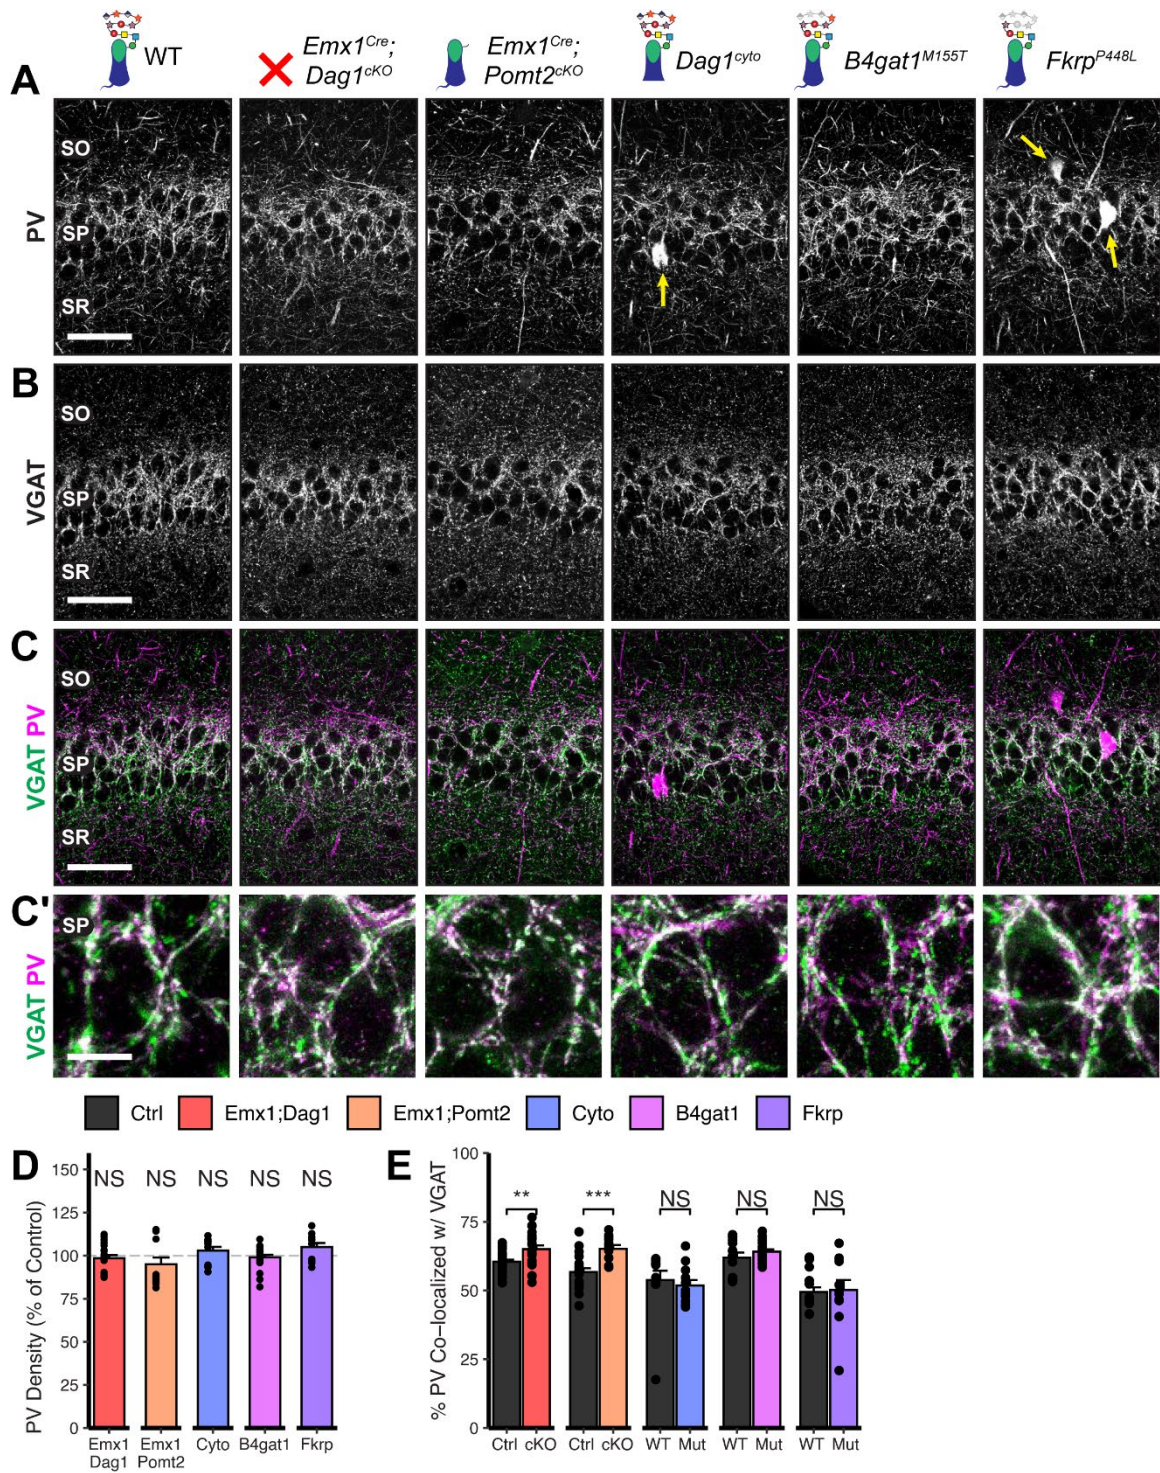 WT
Emx1Cre;
Dag1cKO
Emx1Cre;
Pomt2cKO
Dag1cyto
B4gat1M155T
FkrpP448L
A
PV
SO
SP
SR
B
VGAT
SO
SP
SR
C
VGAT PV
SO
SP
SR
C'
VGAT PV
SP
Ctrl Emx1;Dag1 Emx1;Pomt2 Cyto B4gat1 Fkrp
D
PV Density (% of Control)
150
125
100
75
50
25
0
NS NS NS NS NS
Emx1 Dag1
Emx1 Pomt2
Cyto
B4gat1
Fkrp
E
% PV Co-localized w/ VGAT
100
75
50
25
0
** *** NS NS NS
Ctrl cKO Ctrl cKO WT Mut WT Mut WT Mut